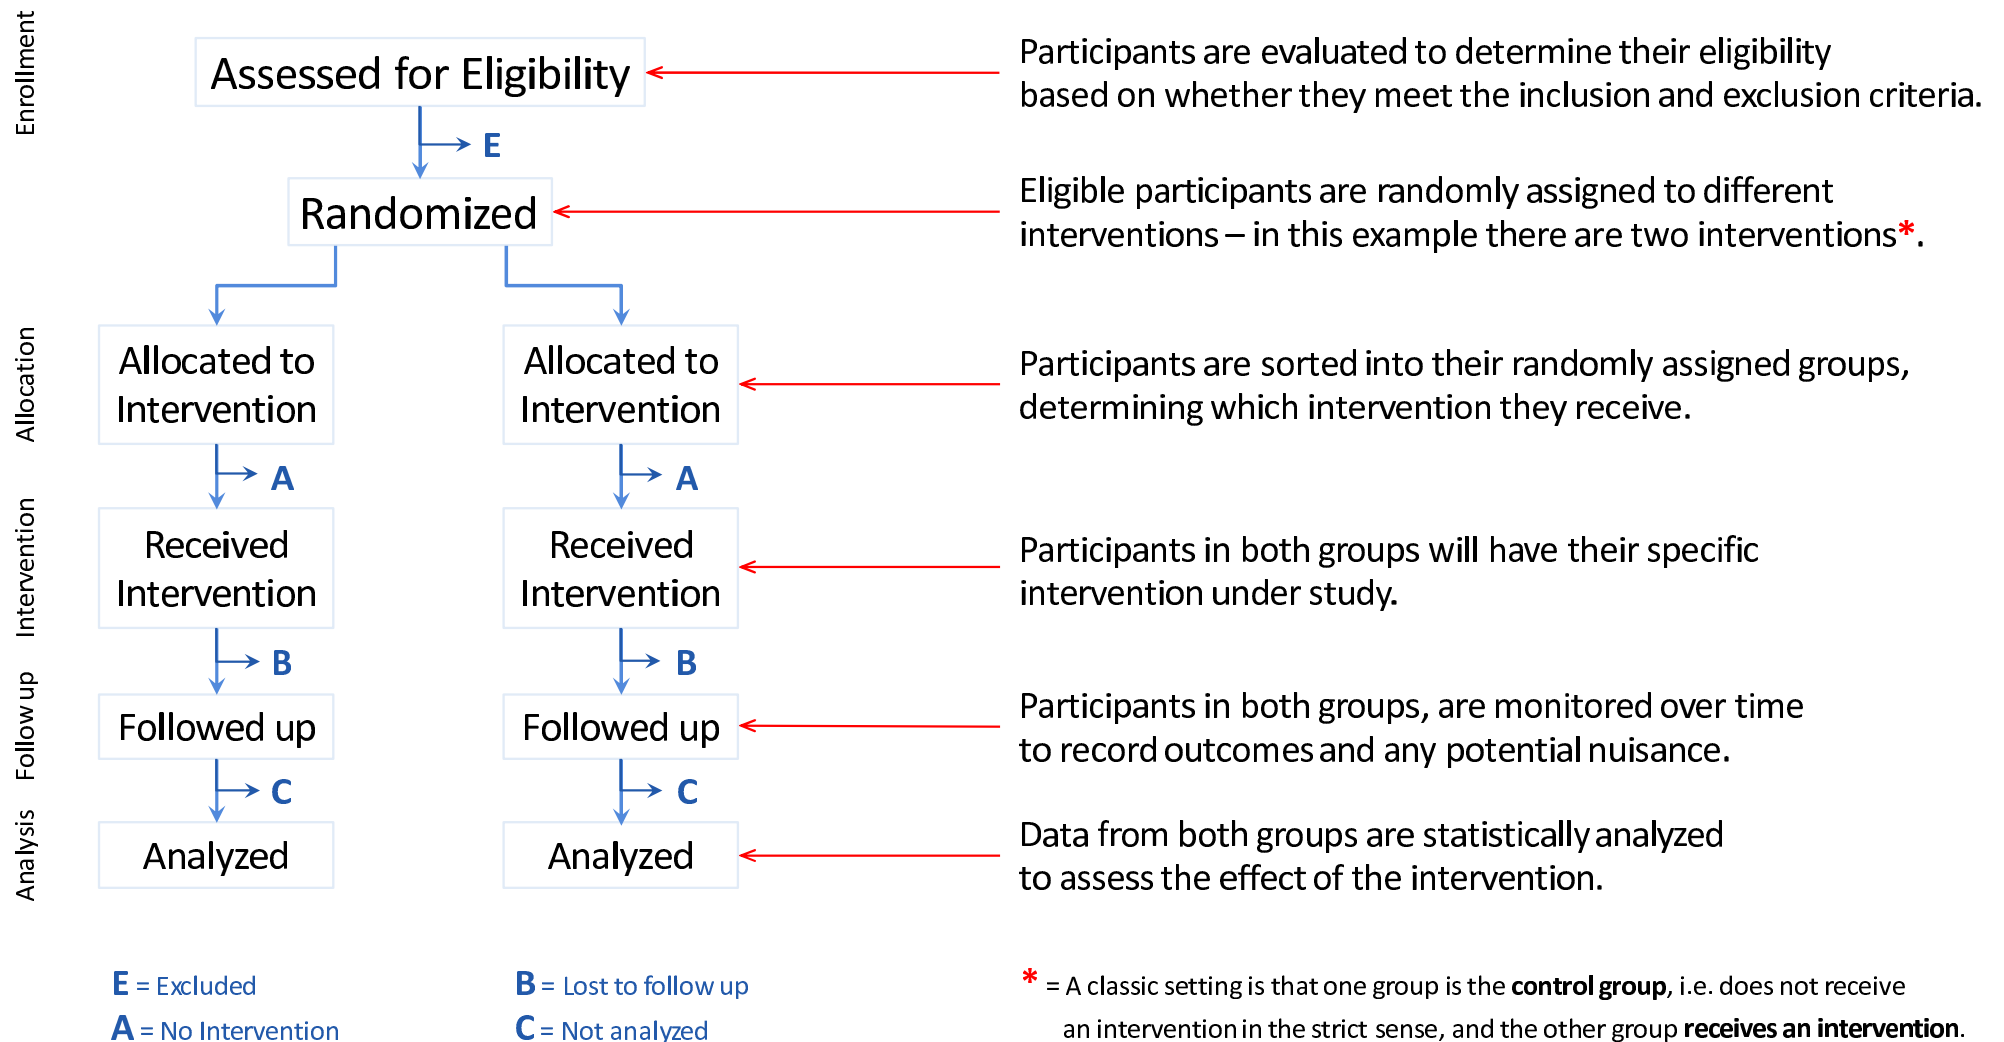 Enrollment
Assessed for Eligibility
Participants are evaluated to determine their eligibility
based on whether they meet the inclusion and exclusion criteria.
E
Randomized
Eligible participants are randomly assigned to different
interventions – in this example there are two interventions*.
Allocation
Allocated to
Intervention
Allocated to
Intervention
Participants are sorted into their randomly assigned groups,
determining which intervention they receive.
A
A
Intervention
Received
Intervention
Received
Intervention
Participants in both groups will have their specific
intervention under study.
B
B
Follow up
Followed up
Followed up
Participants in both groups, are monitored over time
to record outcomes and any potential nuisance.
C
C
Analysis
Analyzed
Analyzed
Data from both groups are statistically analyzed
to assess the effect of the intervention.
E = Excluded
A = No Intervention
B = Lost to follow up
C = Not analyzed
* = A classic setting is that one group is the control group, i.e. does not receive
an intervention in the strict sense, and the other group receives an intervention.